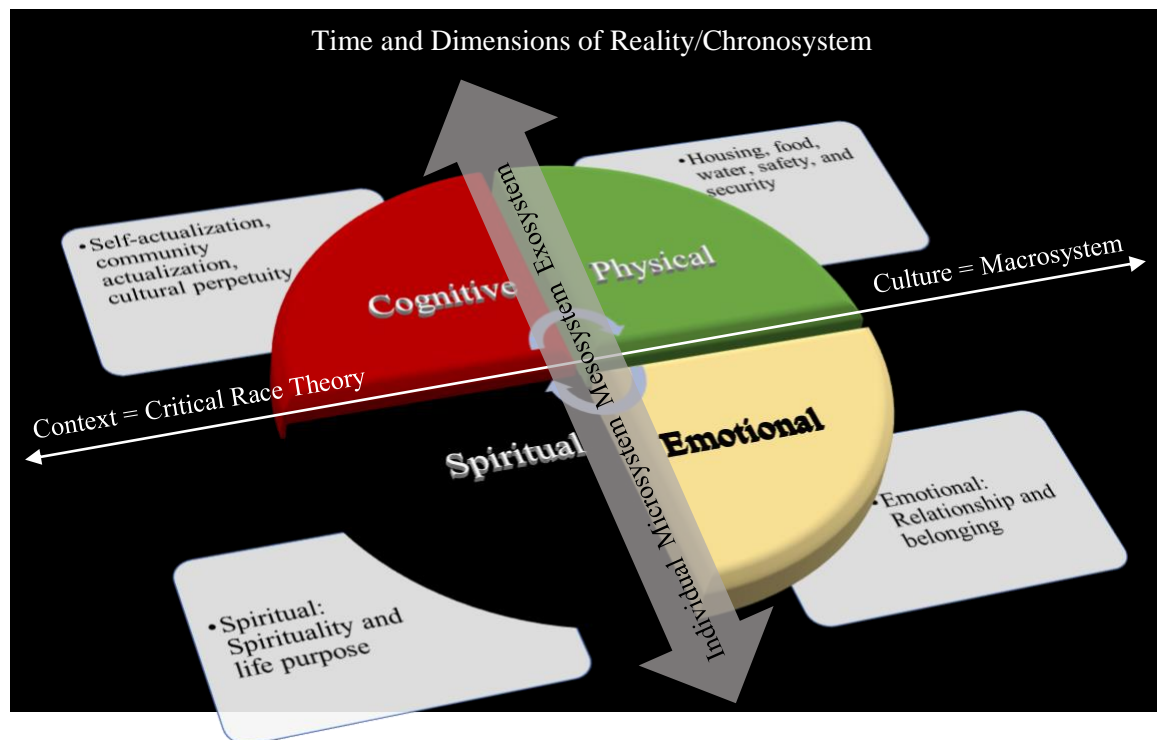 Time and Dimensions of Reality/Chronosystem
•Housing, food,
water, safety, and
security
•Self-actualization,
community
actualization,
cultural perpetuity
Cognitive
Physical
Culture = Macrosystem
Context = Critical Race Theory
Individual Microsystem Mesosystem Exosystem
Spiritual
Emotional
•Emotional:
Relationship and
belonging
•Spiritual:
Spirituality and
life purpose